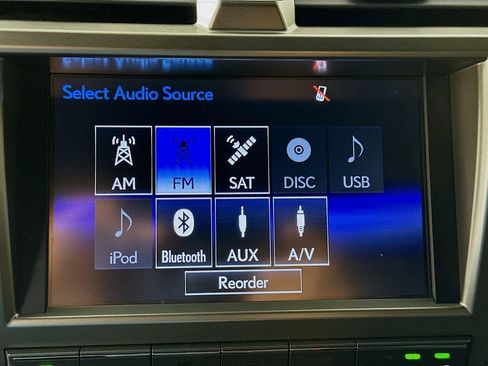 Select Audio Source
AM FM SAT DISC USB
iPod Bluetooth AUX A/V
Reorder